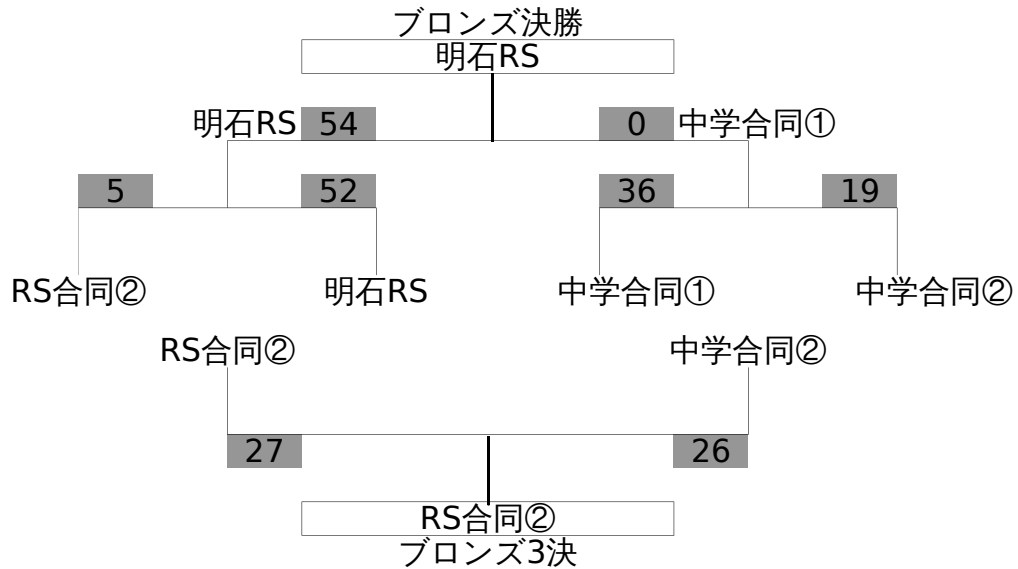 ブロンズ決勝
明石RS
明石RS 54 0 中学合同①
5 52 36 19
RS合同② 明石RS 中学合同① 中学合同②
RS合同② 中学合同②
27 26
RS合同②
ブロンズ3決